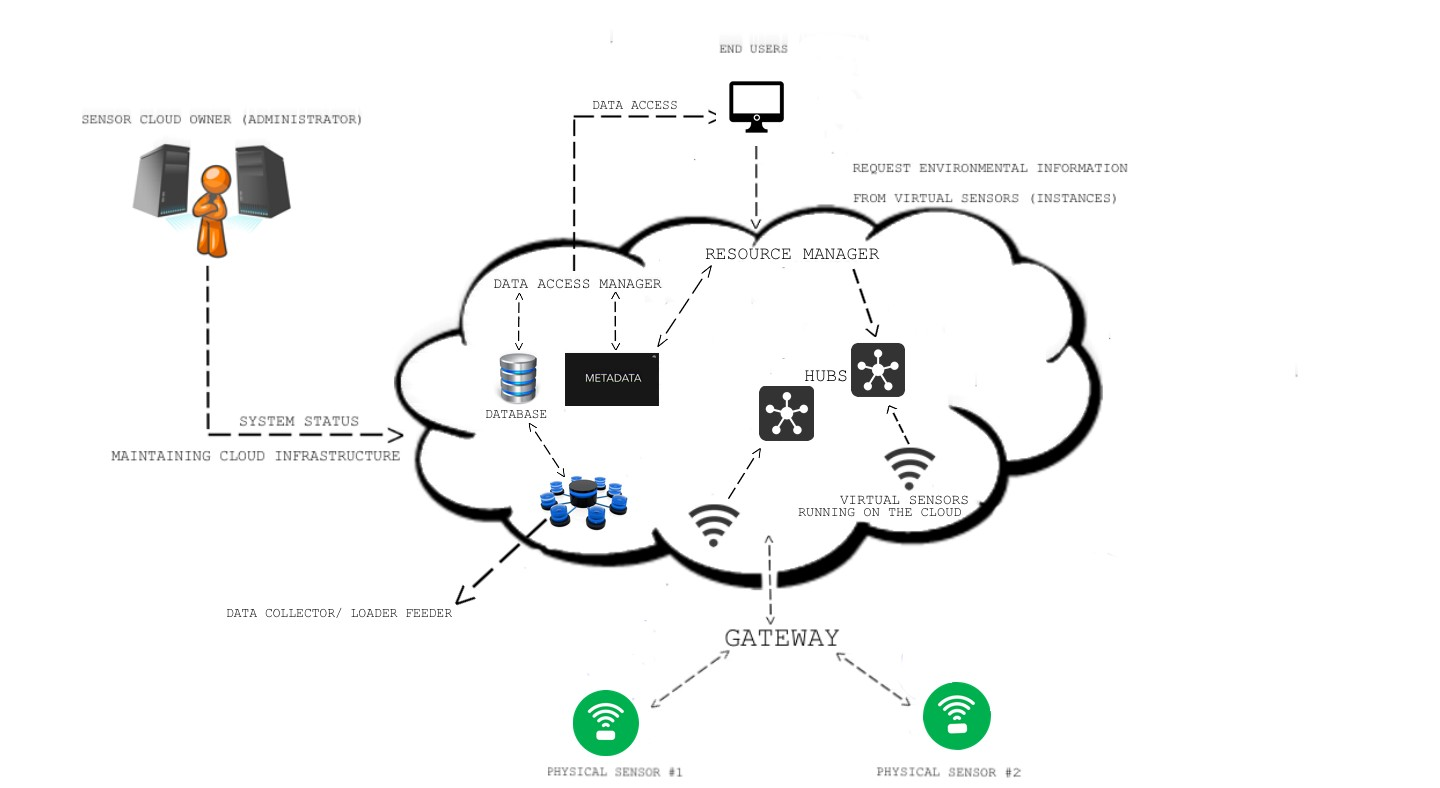 END USERS
DATA ACCESS
SENSOR CLOUD OWNER (ADMINISTRATOR)
REQUEST ENVIRONMENTAL INFORMATION
FROM VIRTUAL SENSORS (INSTANCES)
RESOURCE MANAGER
DATA ACCESS MANAGER
METADATA
HUBS
DATABASE
SYSTEM STATUS
MAINTAINING CLOUD INFRASTRUCTURE
VIRTUAL SENSORS
RUNNING ON THE CLOUD
DATA COLLECTOR/ LOADER FEEDER
GATEWAY
PHYSICAL SENSOR #1
PHYSICAL SENSOR #2